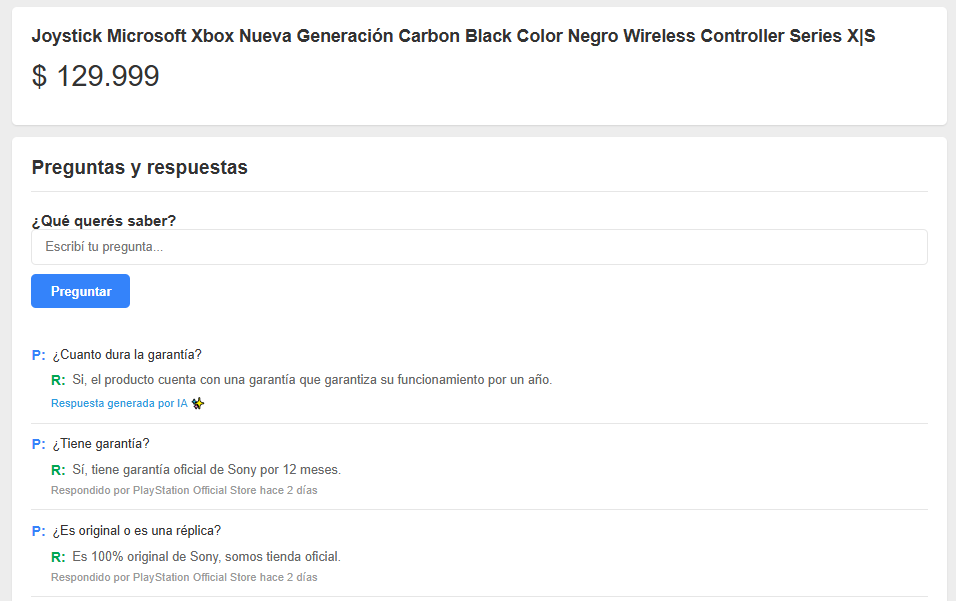 Joystick Microsoft Xbox Nueva Generación Carbon Black Color Negro Wireless Controller Series X|S
$ 129.999
Preguntas y respuestas
¿Qué querés saber?
Escribí tu pregunta...
Preguntar
P: ¿Cuanto dura la garantía?
R: Si, el producto cuenta con una garantía que garantiza su funcionamiento por un año.
Respuesta generada por IA ✨
P: ¿Tiene garantía?
R: Sí, tiene garantía oficial de Sony por 12 meses.
Respondido por PlayStation Official Store hace 2 días
P: ¿Es original o es una réplica?
R: Es 100% original de Sony, somos tienda oficial.
Respondido por PlayStation Official Store hace 2 días